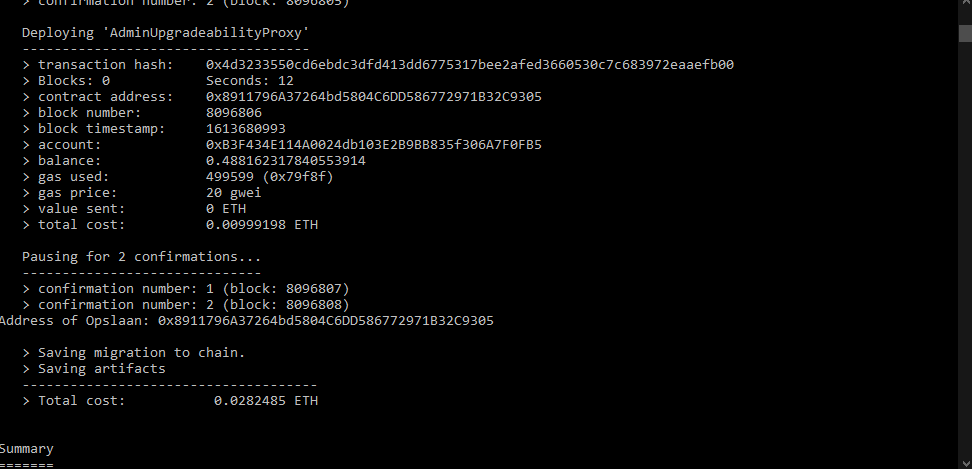 > confirmation number: 2 (block: 8096805)
Deploying 'AdminUpgradeabilityProxy'
------------------------------------
> transaction hash: 0x4d3233550cd6ebdc3dfd413dd6775317bee2afed3660530c7c683972eaaefb00
> Blocks: 0 Seconds: 12
> contract address: 0x8911796A37264bd5804C6DD586772971B32C9305
> block number: 8096806
> block timestamp: 1613680993
> account: 0xB3F434E114A0024db103E2B9BB835f306A7F0FB5
> balance: 0.488162317840553914
> gas used: 499599 (0x79f8f)
> gas price: 20 gwei
> value sent: 0 ETH
> total cost: 0.00999198 ETH
Pausing for 2 confirmations...
------------------------------
> confirmation number: 1 (block: 8096807)
> confirmation number: 2 (block: 8096808)
Address of Opslaan: 0x8911796A37264bd5804C6DD586772971B32C9305
> Saving migration to chain.
> Saving artifacts
-------------------------------------
> Total cost: 0.0282485 ETH
Summary
=======